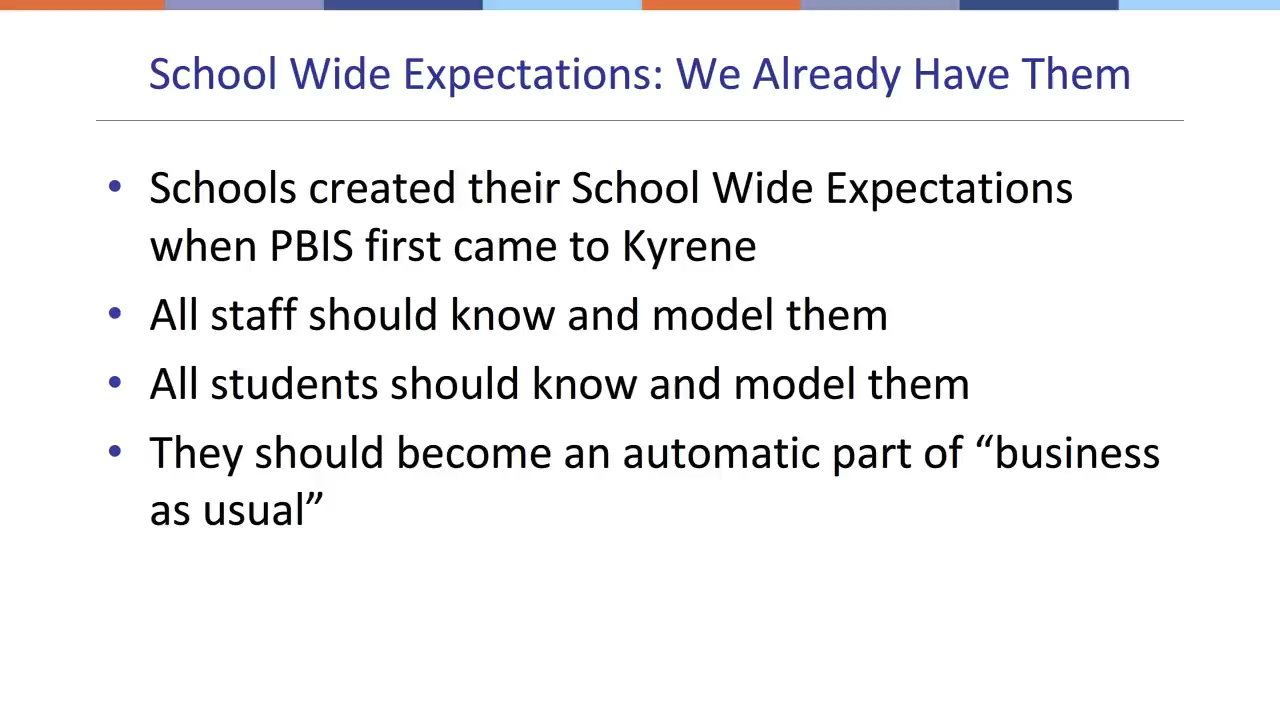 School Wide Expectations: We Already Have Them
• Schools created their School Wide Expectations
when PBIS first came to Kyrene
• All staff should know and model them
• All students should know and model them
• They should become an automatic part of “business
as usual”